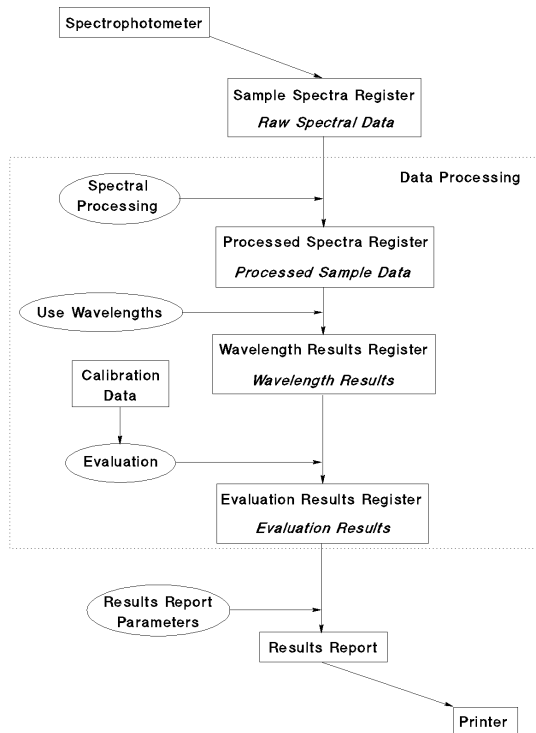 Spectrophotometer
Sample Spectra Register
Raw Spectral Data
Data Processing
Spectral
Processing
Processed Spectra Register
Processed Sample Data
Use Wavelengths
Wavelength Results Register
Wavelength Results
Calibration
Data
Evaluation
Evaluation Results Register
Evaluation Results
Results Report
Parameters
Results Report
Printer